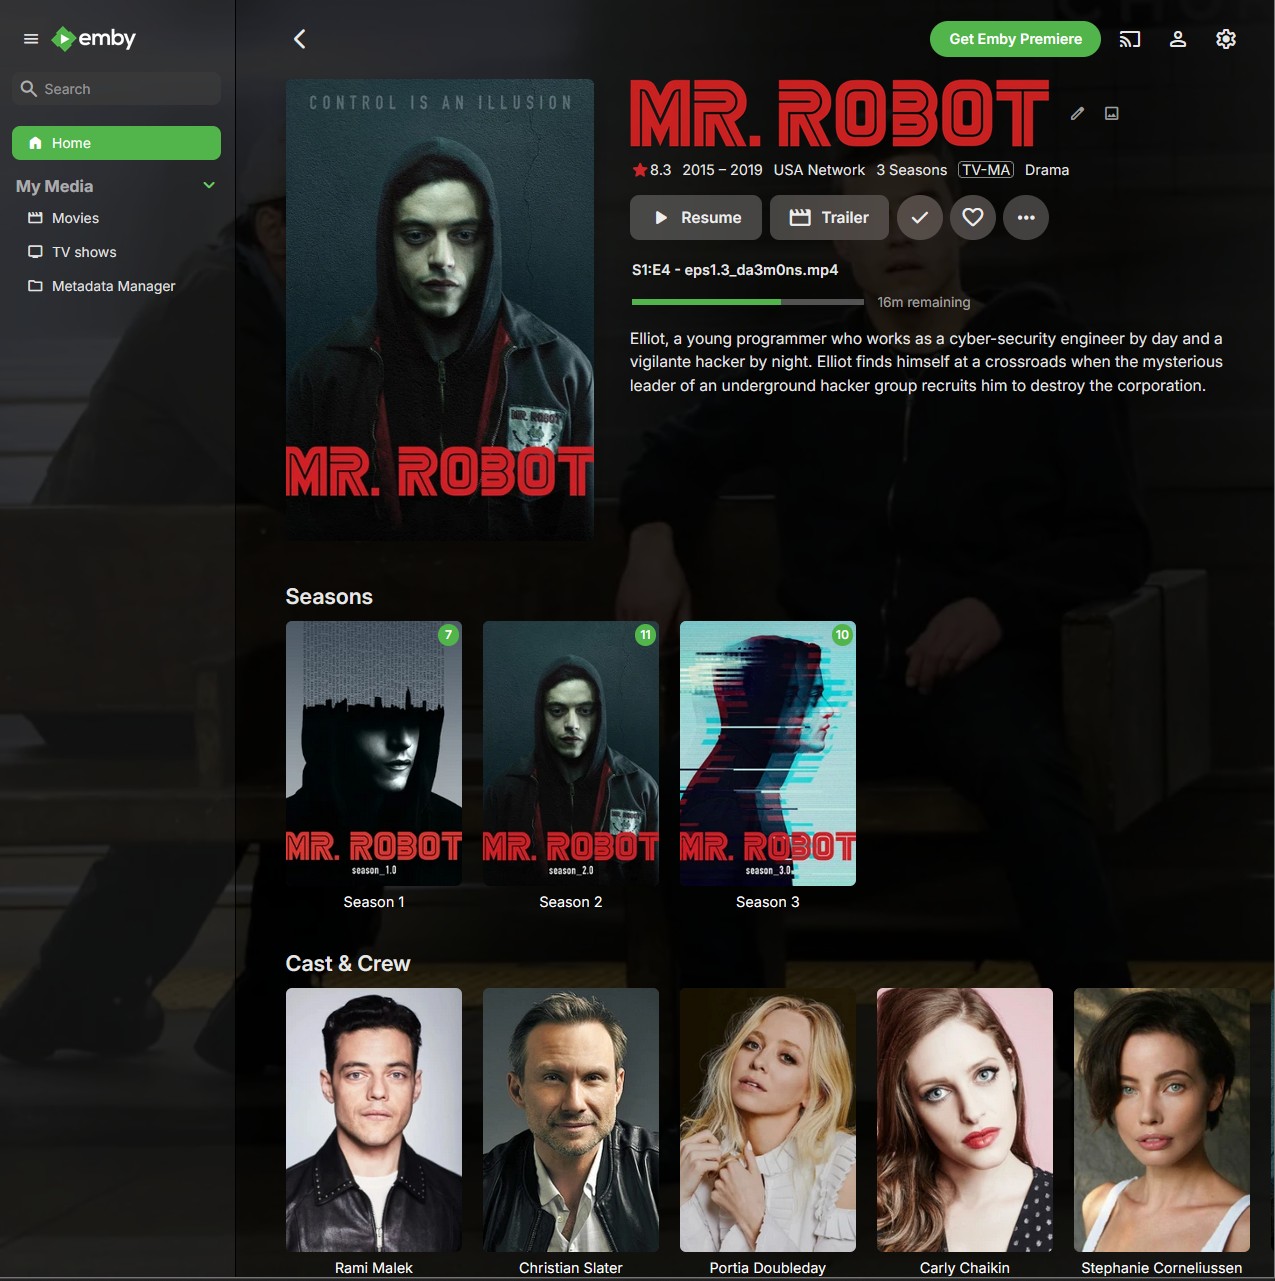 emby
Get Emby Premiere
Search
Home
My Media
Movies
TV shows
Metadata Manager
CONTROL IS AN ILLUSION
MR. ROBOT
MR. ROBOT
MR. ROBOT
8.3 2015 – 2019 USA Network 3 Seasons TV-MA Drama
Resume Trailer
S1:E4 - eps1.3_da3m0ns.mp4
16m remaining
Elliot, a young programmer who works as a cyber-security engineer by day and a
vigilante hacker by night. Elliot finds himself at a crossroads when the mysterious
leader of an underground hacker group recruits him to destroy the corporation.
Seasons
7
MR. ROBOT
season_1.0
Season 1
11
MR. ROBOT
MR. ROBOT
season_2.0
Season 2
10
MR. ROBOT
season_3.0
Season 3
Cast & Crew
Rami Malek
Christian Slater
Portia Doubleday
Carly Chaikin
Stephanie Corneliussen